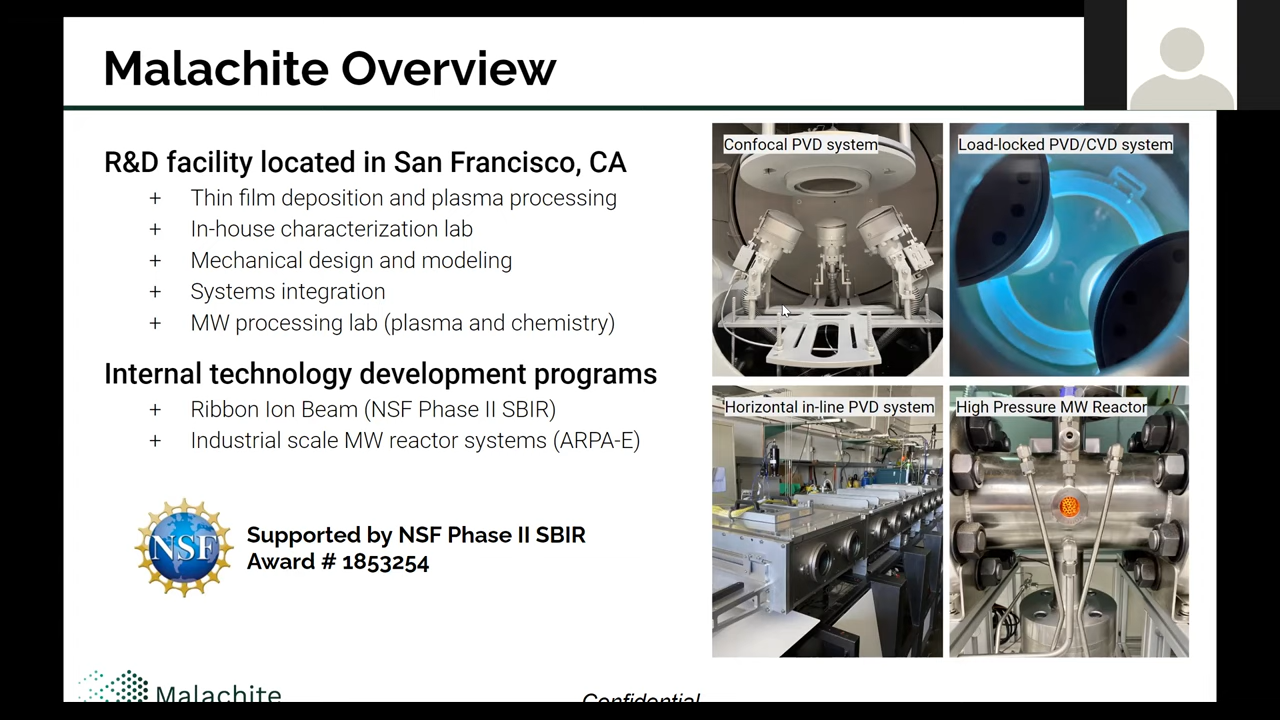 Malachite Overview
R&D facility located in San Francisco, CA
+ Thin film deposition and plasma processing
+ In-house characterization lab
+ Mechanical design and modeling
+ Systems integration
+ MW processing lab (plasma and chemistry)
Internal technology development programs
+ Ribbon Ion Beam (NSF Phase II SBIR)
+ Industrial scale MW reactor systems (ARPA-E)
NSF
Supported by NSF Phase II SBIR
Award # 1853254
Confocal PVD system
Load-locked PVD/CVD system
Horizontal in-line PVD system
High Pressure MW Reactor
Malachite
Confidential